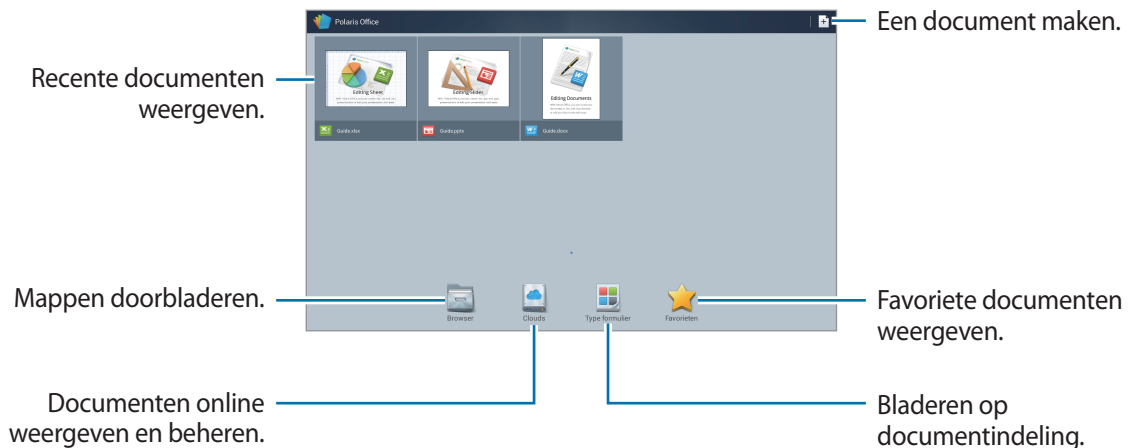 Polaris Office
Een document maken.
Recente documenten
weergeven.
Editing Sheet
Editing Slides
Editing Documents
Guide.xlsx
Guide.pptx
Guide.docx
Mappen doorbladeren.
Browser
Clouds
Type formulier
Favorieten
Favoriete documenten
weergeven.
Documenten online
weergeven en beheren.
Bladeren op
documentindeling.